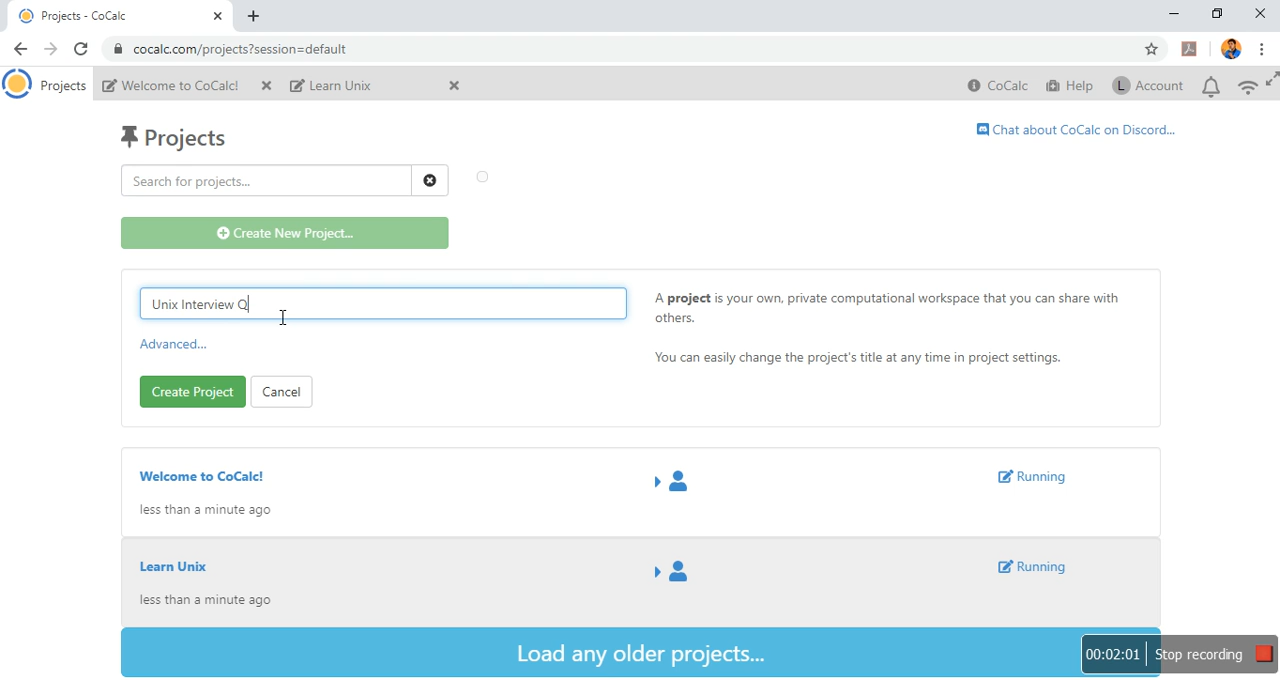 Projects - CoCalc
cocalc.com/projects?session=default
Projects
Welcome to CoCalc!
Learn Unix
CoCalc
Help
L Account
Projects
Chat about CoCalc on Discord...
Search for projects...
Create New Project...
Unix Interview Q
A project is your own, private computational workspace that you can share with
others.
Advanced...
You can easily change the project's title at any time in project settings.
Create Project
Cancel
Welcome to CoCalc!
Running
less than a minute ago
Learn Unix
Running
less than a minute ago
Load any older projects...
00:02:01
Stop recording